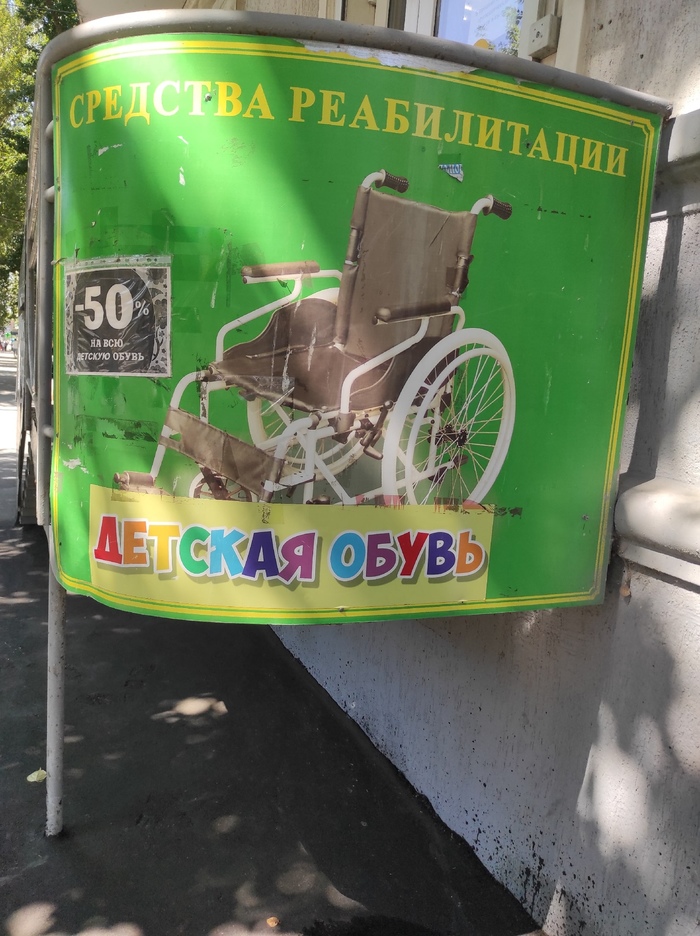 СРЕДСТВА РЕАБИЛИТАЦИИ
-50%
НА ВСЮ
ДЕТСКУЮ ОБУВЬ
ДЕТСКАЯ ОБУВЬ